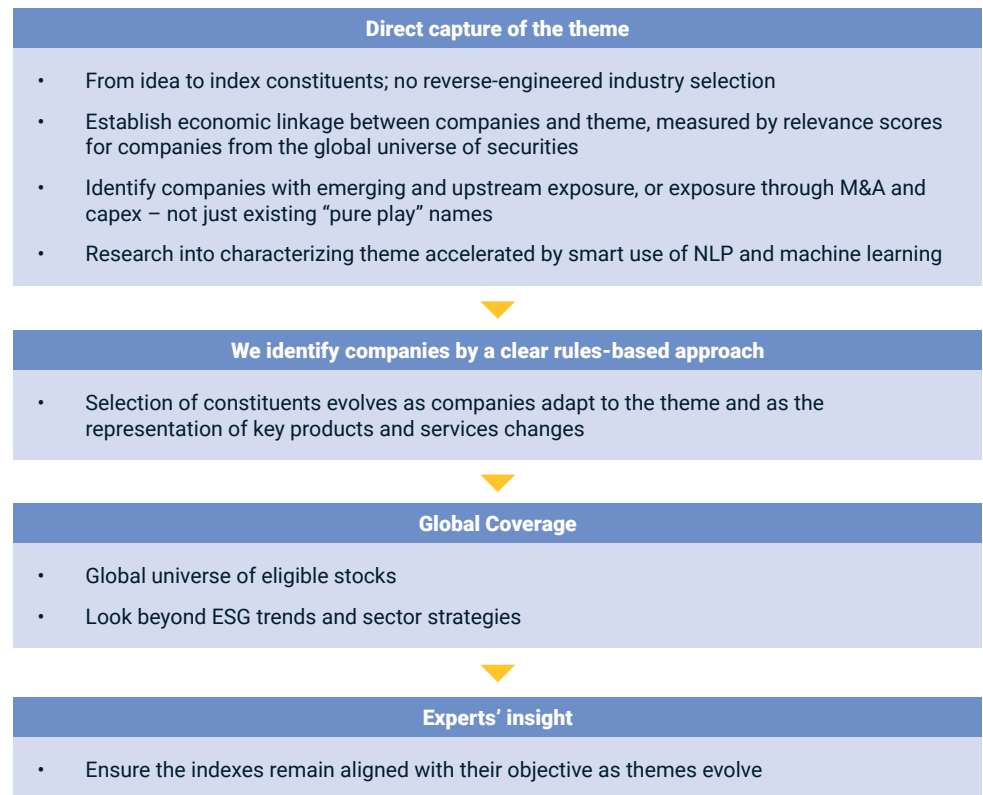 Direct capture of the theme
• From idea to index constituents; no reverse-engineered industry selection
• Establish economic linkage between companies and theme, measured by relevance scores
for companies from the global universe of securities
• Identify companies with emerging and upstream exposure, or exposure through M&A and
capex – not just existing “pure play” names
• Research into characterizing theme accelerated by smart use of NLP and machine learning
We identify companies by a clear rules-based approach
• Selection of constituents evolves as companies adapt to the theme and as the
representation of key products and services changes
Global Coverage
• Global universe of eligible stocks
• Look beyond ESG trends and sector strategies
Experts’ insight
• Ensure the indexes remain aligned with their objective as themes evolve